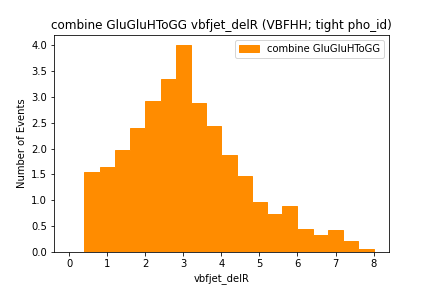 combine GluGluHToGG vbfjet_delR (VBFHH; tight pho_id)
combine GluGluHToGG
Number of Events
4.0
3.5
3.0
2.5
2.0
1.5
1.0
0.5
0.0
0 1 2 3 4 5 6 7 8
vbfjet_delR